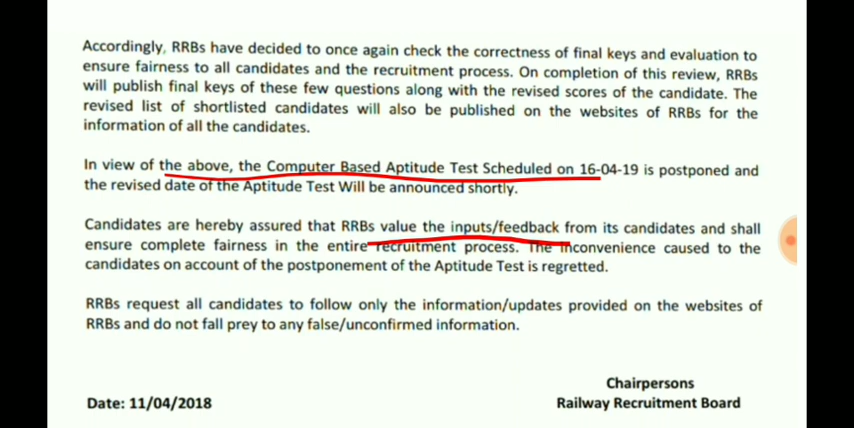 Accordingly, RRBs have decided to once again check the correctness of final keys and evaluation to
ensure fairness to all candidates and the recruitment process. On completion of this review, RRBs
will publish final keys of these few questions along with the revised scores of the candidate. The
revised list of shortlisted candidates will also be published on the websites of RRBs for the
information of all the candidates.
In view of the above, the Computer Based Aptitude Test Scheduled on 16-04-19 is postponed and
the revised date of the Aptitude Test Will be announced shortly.
Candidates are hereby assured that RRBs value the inputs/feedback from its candidates and shall
ensure complete fairness in the entire recruitment process. The inconvenience caused to the
candidates on account of the postponement of the Aptitude Test is regretted.
RRBs request all candidates to follow only the information/updates provided on the websites of
RRBs and do not fall prey to any false/unconfirmed information.
Chairpersons
Date: 11/04/2018 Railway Recruitment Board